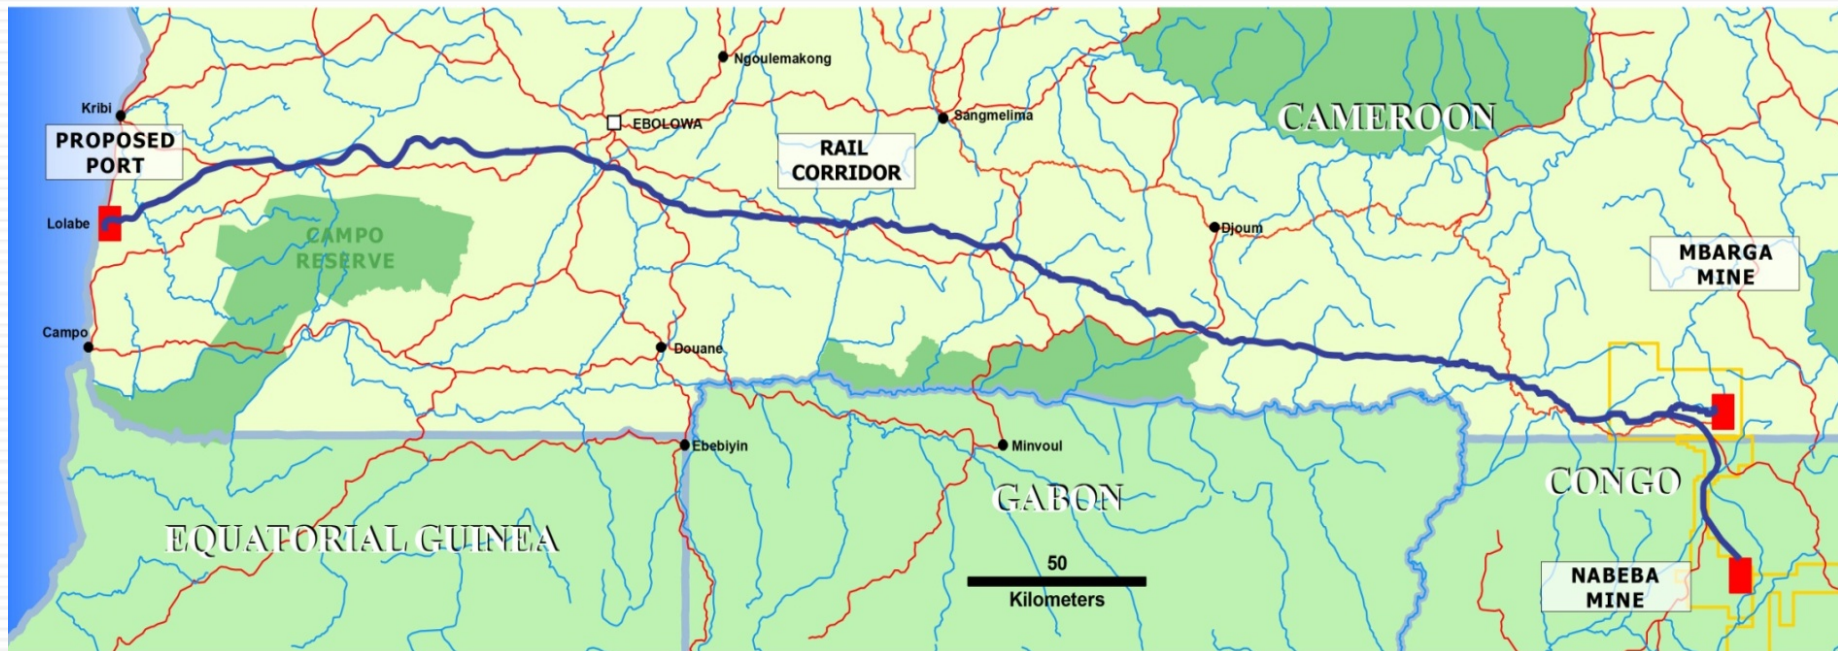 Ngoulemakong
Kribi
EBOLOWA
Sangmelima
CAMEROON
PROPOSED
PORT
RAIL
CORRIDOR
Lolabe
CAMPO
RESERVE
Djoum
MBARGA
MINE
Campo
Douane
Ebebiyin
Minvoul
GABON
CONGO
EQUATORIAL GUINEA
50
Kilometers
NABEBA
MINE